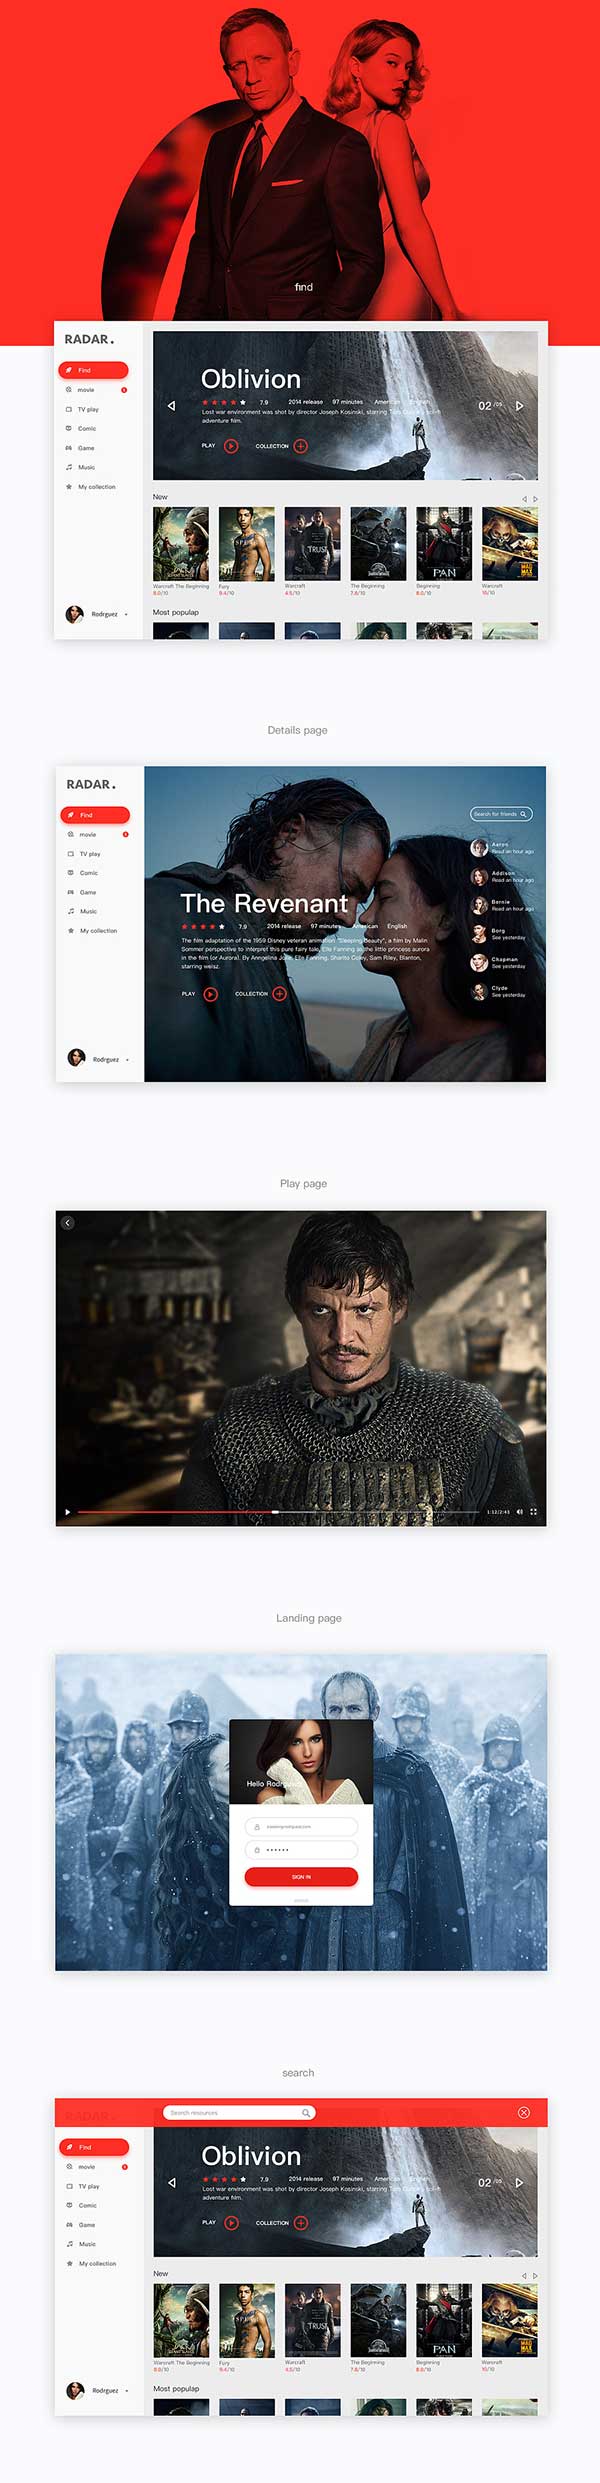 find
RADAR.
Find
movie
TV play
Comic
Game
Music
My collection
Rodrguez
Oblivion
7.9 2014 release 97 minutes American English
Lost war environment was shot by director Joseph Kosinski, starring Tom sci-fi
adventure film.
PLAY COLLECTION
02 /05
New
TRUST
PAN
MAD MAX
Warcraft The Beginning
8.0/10
Fury
9.4/10
Warcraft
4.5/10
The Beginning
7.8/10
Beginning
8.0/10
Warcraft
10/10
Most populap
Details page
RADAR.
Find
movie
TV play
Comic
Game
Music
My collection
Rodrguez
The Revenant
7.9 2014 release 97 minutes American English
The film adaptation of the 1959 Disney veteran animation "Sleeping Beauty", a film by Malin
Sommer perspective to interpret this pure fairy tale, Elle Fanning as the little princess aurora
in the film (or Aurora). By Anngelina Jolie, Elle Fanning, Sharlto Coley, Sam Riley, Blanton,
starring weisz.
PLAY COLLECTION
Search for friends
Aaron
Read an hour ago
Addison
Read an hour ago
Bernie
Read an hour ago
Borg
See yesterday
Chapman
See yesterday
Clyde
See yesterday
Play page
1:12/2:43
Landing page
Hello Rodrguez
SIGN IN
search
RADAR.
Search resources
Find
movie
TV play
Comic
Game
Music
My collection
Rodrguez
Oblivion
7.9 2014 release 97 minutes American English
Lost war environment was shot by director Joseph Kosinski, starring Tom sci-fi
adventure film.
PLAY COLLECTION
02 /05
New
TRUST
PAN
MAD MAX
Warcraft The Beginning
8.0/10
Fury
9.4/10
Warcraft
4.5/10
The Beginning
7.8/10
Beginning
8.0/10
Warcraft
10/10
Most populap